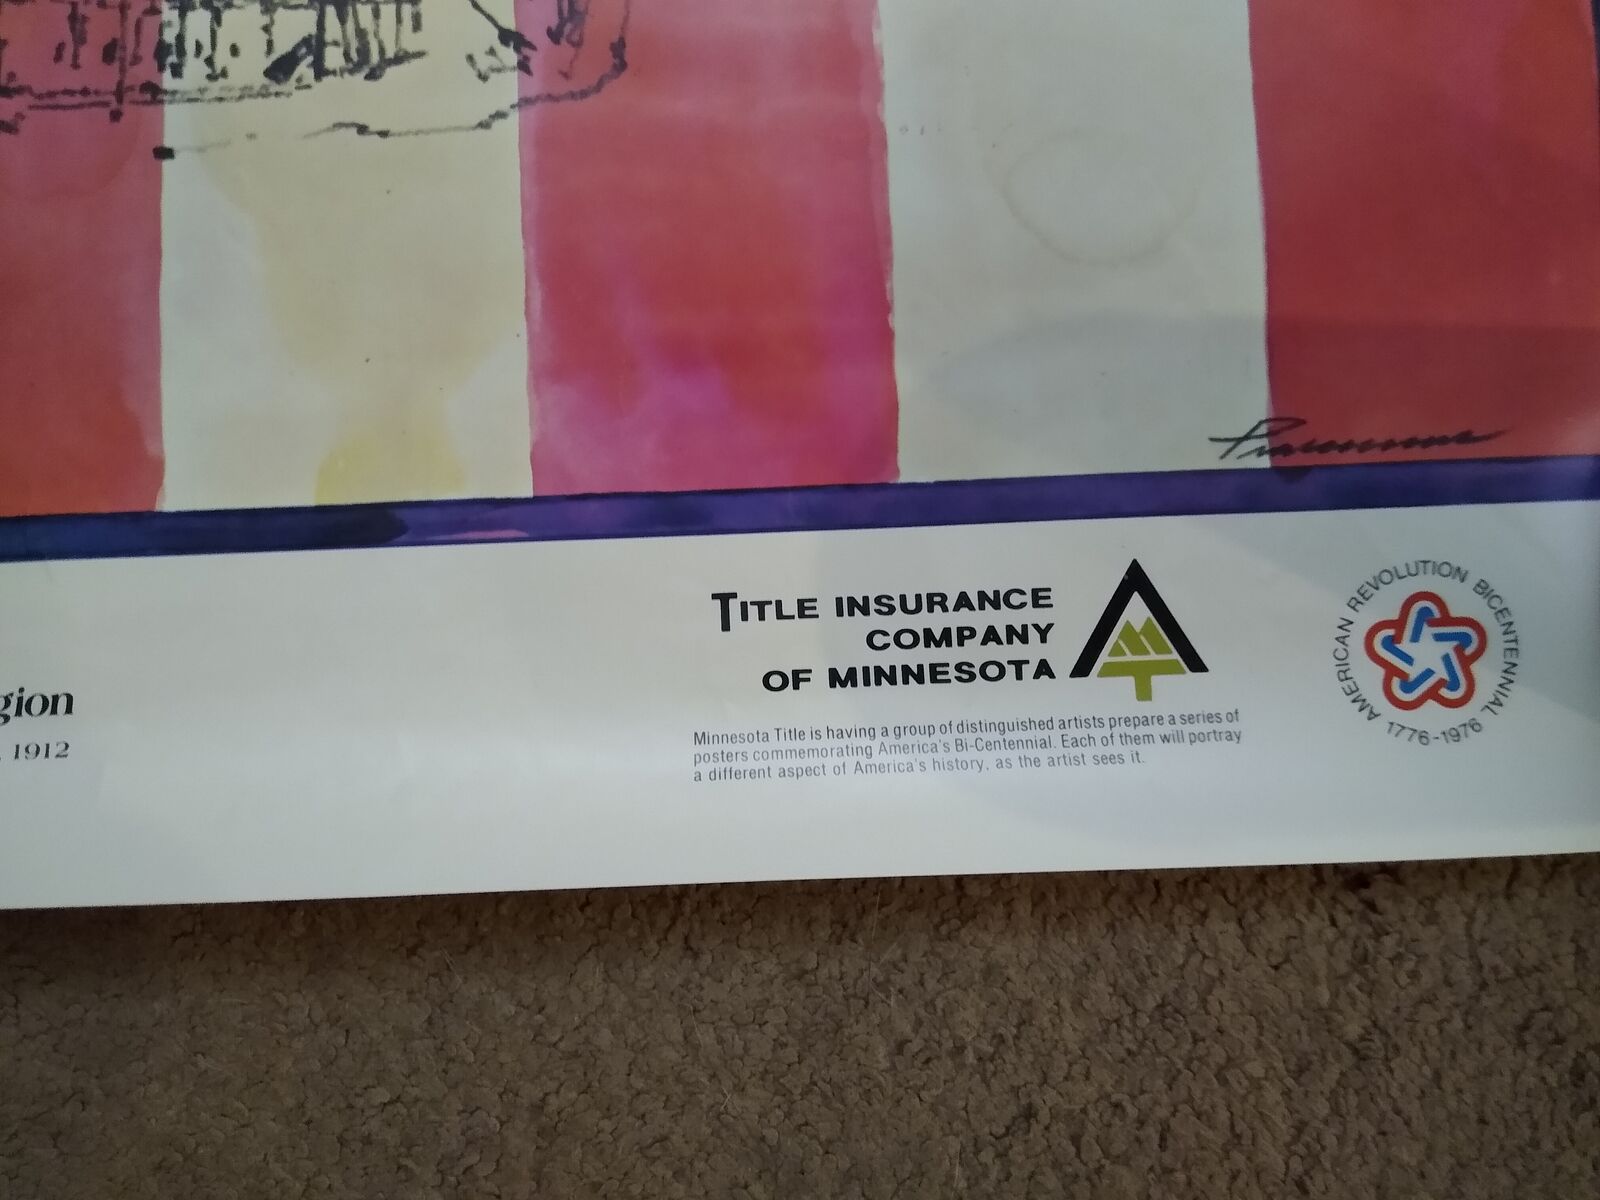 gion
1912
TITLE INSURANCE
COMPANY
OF MINNESOTA
Minnesota Title is having a group of distinguished artists prepare a series of
posters commemorating America's Bi-Centennial. Each of them will portray
a different aspect of America's history, as the artist sees it.
AMERICAN REVOLUTION BICENTENNIAL
1776-1976